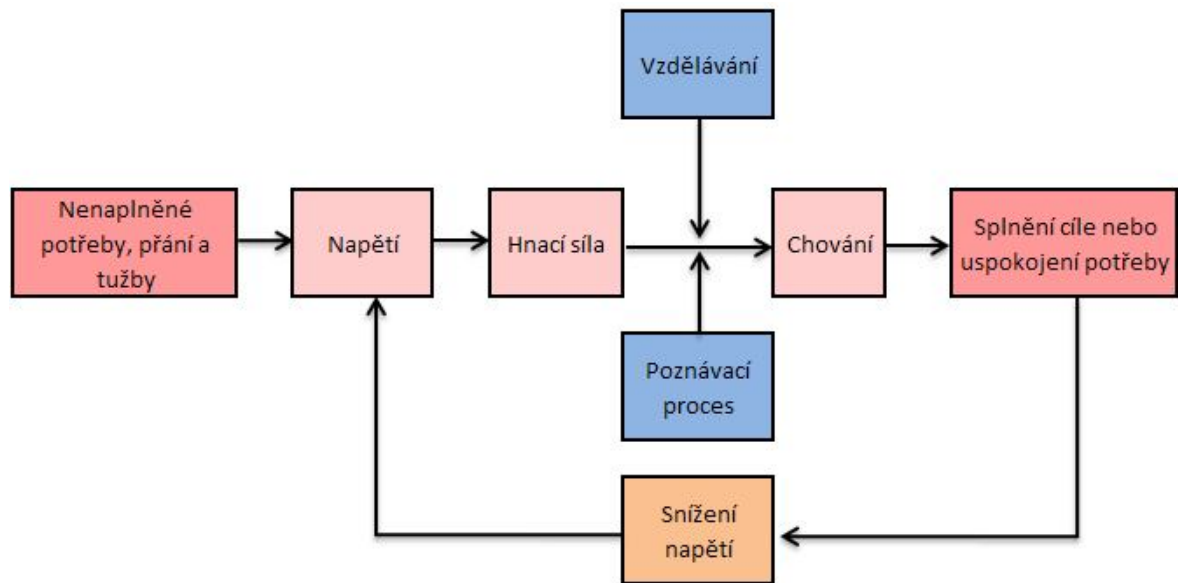 Vzdělávání
Nenaplněné
potřeby, přání a
tužby
Napětí
Hnací síla
Chování
Splnění cíle nebo
uspokojení potřeby
Poznávací
proces
Snížení
napětí